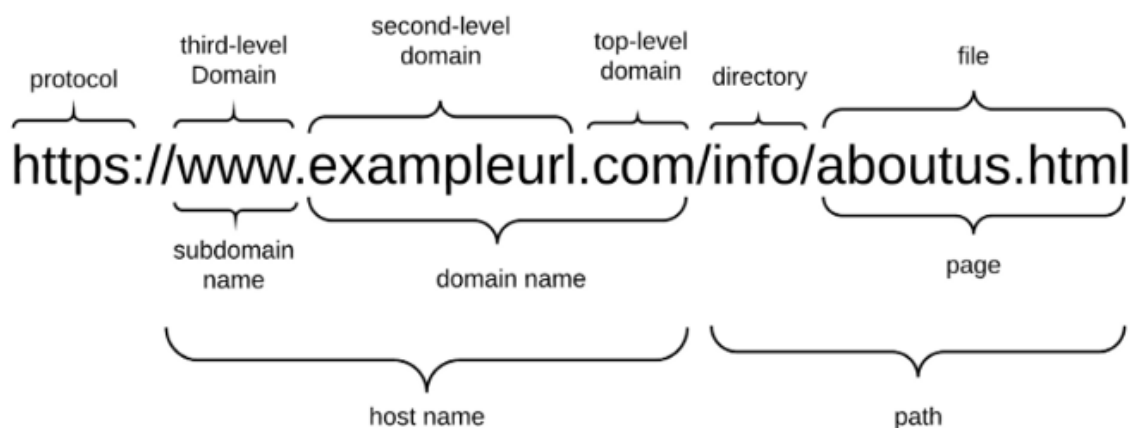 protocol
third-level
Domain
second-level
domain
top-level
domain
directory
file
https://www.exampleurl.com/info/aboutus.html
subdomain
name
domain name
page
host name
path